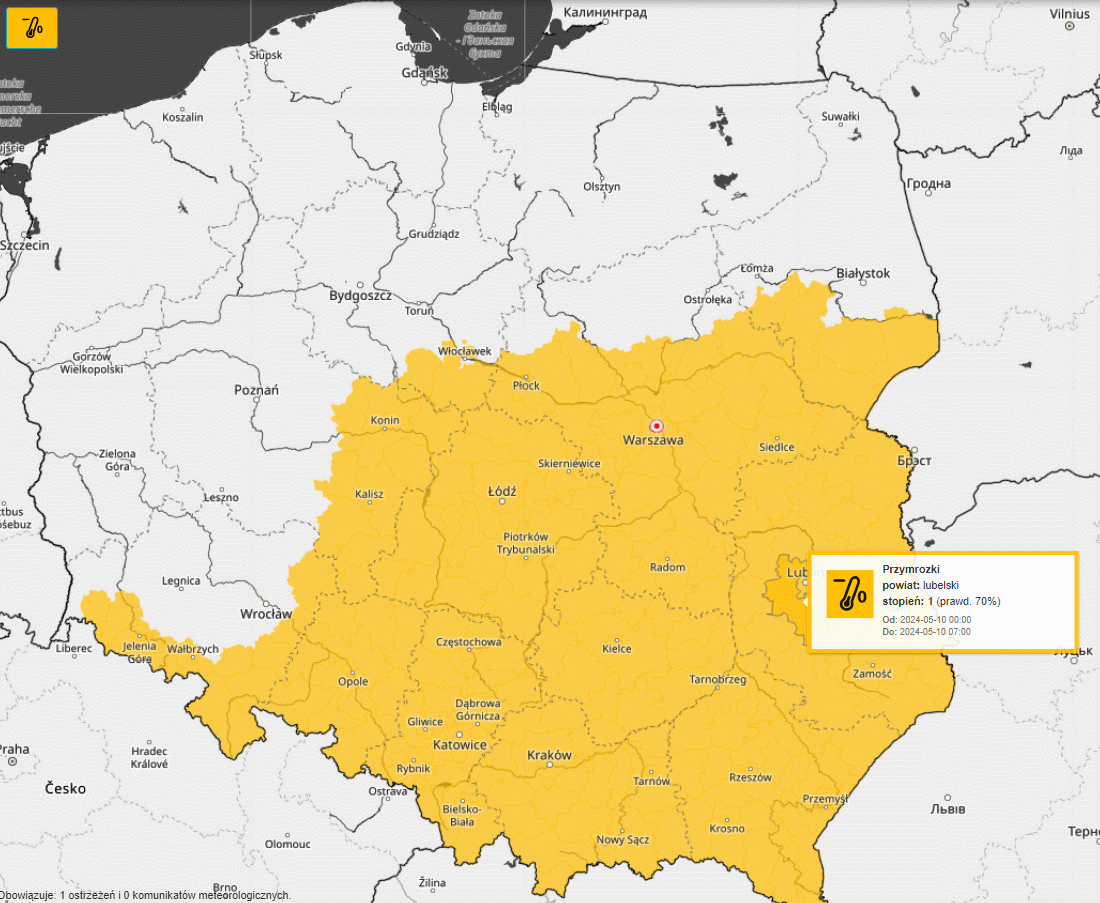 Калининград
Vilnius
Zatoka
Gdańska
- Гданьская
бухта
Gdynia
Słupsk
Gdańsk
Elbląg
Koszalin
Suwałki
Ліда
Olsztyn
Гродна
Grudziądz
Szczecin
Łomża
Białystok
Bydgoszcz
Ostrołęka
Toruń
Włocławek
Gorzów
Wielkopolski
Płock
Poznań
Konin
Warszawa
Siedlce
Zielona
Góra
Skierniewice
Брэст
Leszno
Kalisz
Łódź
Piotrków
Trybunalski
Radom
Legnica
Wrocław
Przymrozki
powiat: lubelski
stopień: 1 (prawd. 70%)
Od: 2024-05-10 00:00
Do: 2024-05-10 07:00
Liberec
Jelenia
Góra
Wałbrzych
Częstochowa
Kielce
Zamość
Opole
Tarnobrzeg
Dąbrowa
Górnicza
Gliwice
Katowice
Praha
Hradec
Králové
Kraków
Rybnik
Tarnów
Rzeszów
Česko
Ostrava
Przemyśl
Львів
Bielsko-
Biała
Krosno
Nowy Sącz
Olomouc
Žilina
Brno
Obowiązuje: 1 ostrzeżeń i 0 komunikatów meteorologicznych.